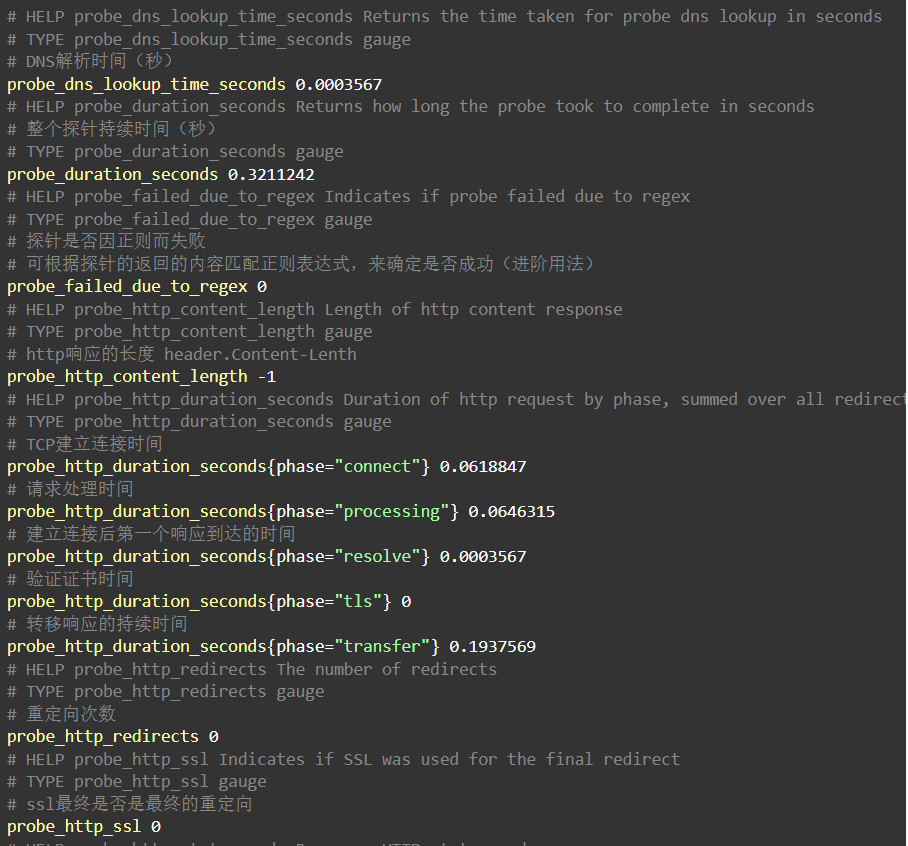 # HELP probe_dns_lookup_time_seconds Returns the time taken for probe dns lookup in seconds
# TYPE probe_dns_lookup_time_seconds gauge
# DNS解析时间（秒）
probe_dns_lookup_time_seconds 0.0003567
# HELP probe_duration_seconds Returns how long the probe took to complete in seconds
# 整个探针持续时间（秒）
# TYPE probe_duration_seconds gauge
probe_duration_seconds 0.3211242
# HELP probe_failed_due_to_regex Indicates if probe failed due to regex
# TYPE probe_failed_due_to_regex gauge
# 探针是否因正则而失败
# 可根据探针的返回的内容匹配正则表达式，来确定是否成功（进阶用法）
probe_failed_due_to_regex 0
# HELP probe_http_content_length Length of http content response
# TYPE probe_http_content_length gauge
# http响应的长度 header.Content-Lenth
probe_http_content_length -1
# HELP probe_http_duration_seconds Duration of http request by phase, summed over all redirect
# TYPE probe_http_duration_seconds gauge
# TCP建立连接时间
probe_http_duration_seconds{phase="connect"} 0.0618847
# 请求处理时间
probe_http_duration_seconds{phase="processing"} 0.0646315
# 建立连接后第一个响应到达的时间
probe_http_duration_seconds{phase="resolve"} 0.0003567
# 验证证书时间
probe_http_duration_seconds{phase="tls"} 0
# 转移响应的持续时间
probe_http_duration_seconds{phase="transfer"} 0.1937569
# HELP probe_http_redirects The number of redirects
# TYPE probe_http_redirects gauge
# 重定向次数
probe_http_redirects 0
# HELP probe_http_ssl Indicates if SSL was used for the final redirect
# TYPE probe_http_ssl gauge
# ssl最终是否是最终的重定向
probe_http_ssl 0